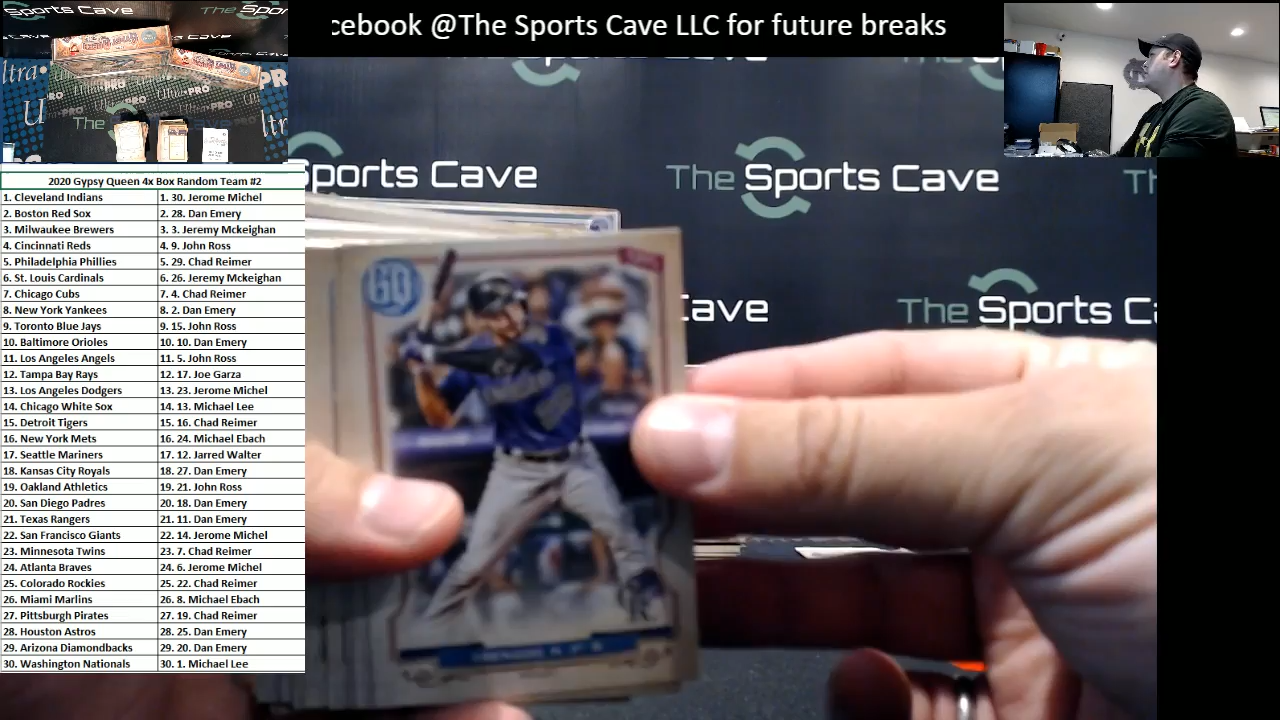 cebook @The Sports Cave LLC for future breaks
2020 Gypsy Queen 4x Box Random Team #2
1. Cleveland Indians 1. 30. Jerome Michel
2. Boston Red Sox 2. 28. Dan Emery
3. Milwaukee Brewers 3. 3. Jeremy Mckeighan
4. Cincinnati Reds 4. 9. John Ross
5. Philadelphia Phillies 5. 29. Chad Reimer
6. St. Louis Cardinals 6. 26. Jeremy Mckeighan
7. Chicago Cubs 7. 4. Chad Reimer
8. New York Yankees 8. 2. Dan Emery
9. Toronto Blue Jays 9. 15. John Ross
10. Baltimore Orioles 10. 10. Dan Emery
11. Los Angeles Angels 11. 5. John Ross
12. Tampa Bay Rays 12. 17. Joe Garza
13. Los Angeles Dodgers 13. 23. Jerome Michel
14. Chicago White Sox 14. 13. Michael Lee
15. Detroit Tigers 15. 16. Chad Reimer
16. New York Mets 16. 24. Michael Ebach
17. Seattle Mariners 17. 12. Jarred Walter
18. Kansas City Royals 18. 27. Dan Emery
19. Oakland Athletics 19. 21. John Ross
20. San Diego Padres 20. 18. Dan Emery
21. Texas Rangers 21. 11. Dan Emery
22. San Francisco Giants 22. 14. Jerome Michel
23. Minnesota Twins 23. 7. Chad Reimer
24. Atlanta Braves 24. 6. Jerome Michel
25. Colorado Rockies 25. 22. Chad Reimer
26. Miami Marlins 26. 8. Michael Ebach
27. Pittsburgh Pirates 27. 19. Chad Reimer
28. Houston Astros 28. 25. Dan Emery
29. Arizona Diamondbacks 29. 20. Dan Emery
30. Washington Nationals 30. 1. Michael Lee
Sports Cave
The Sports Cave
Th
Cave
The Sports Ca
GQ